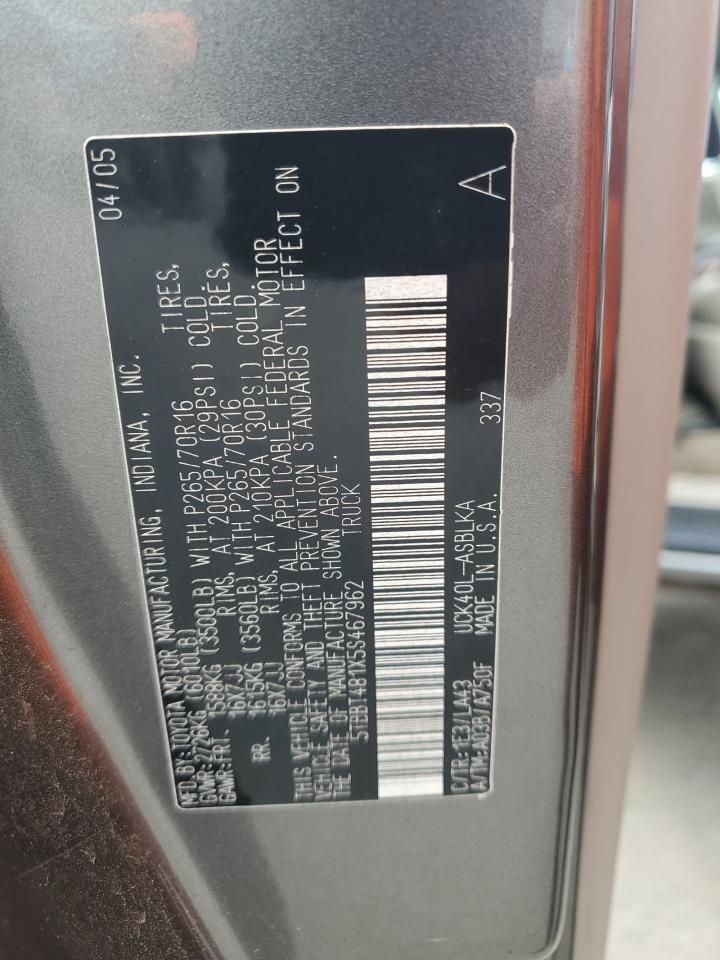 MFD BY: TOYOTA MOTOR MANUFACTURING, INDIANA, INC. 04/05
GVWR: 2726KG (6010LB)
GAWR: FRT. 1588KG (3500LB) WITH P265/70R16 TIRES,
16X7JJ RIMS, AT 200KPA (29PSI) COLD
RR. 1615KG (3560LB) WITH P265/70R16 TIRES,
16X7JJ RIMS, AT 210KPA (30PSI) COLD.
THIS VEHICLE CONFORMS TO ALL APPLICABLE FEDERAL MOTOR
VEHICLE SAFETY AND THEFT PREVENTION STANDARDS IN EFFECT ON
THE DATE OF MANUFACTURE SHOWN ABOVE.
5TBBT481X5S467962 TRUCK
C/TR: 1E3/LA43 UCK40L-ASBLKA A
A/TM: A03B/A750F MADE IN U.S.A. 337